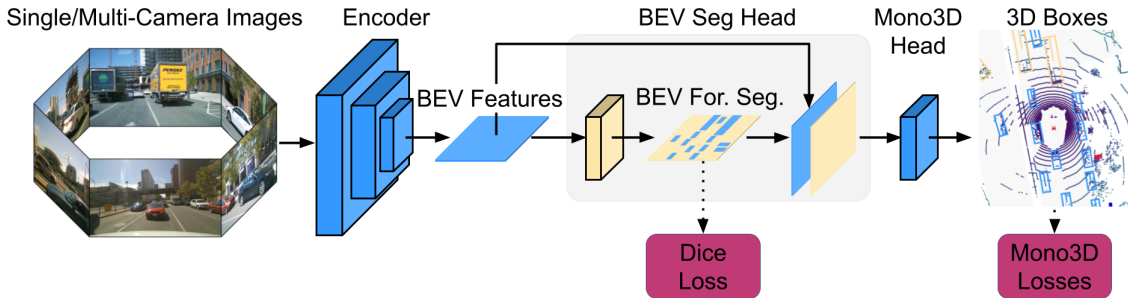 Single/Multi-Camera Images
Encoder
BEV Seg Head
Mono3D
Head
3D Boxes
PENSKE
BEV Features
BEV For. Seg.
Dice
Loss
Mono3D
Losses